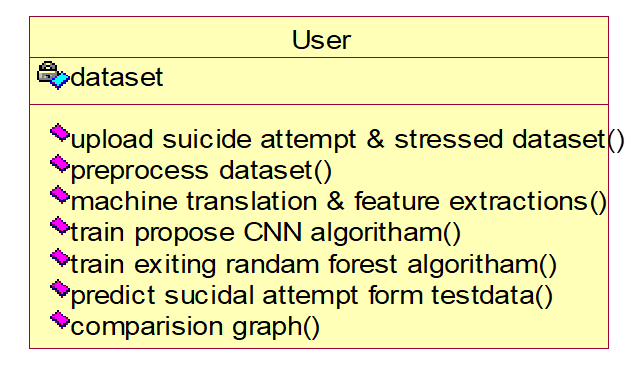 User
dataset
upload suicide attempt & stressed dataset()
preprocess dataset()
machine translation & feature extractions()
train propose CNN algoritham()
train exiting randam forest algoritham()
predict sucidal attempt form testdata()
comparision graph()